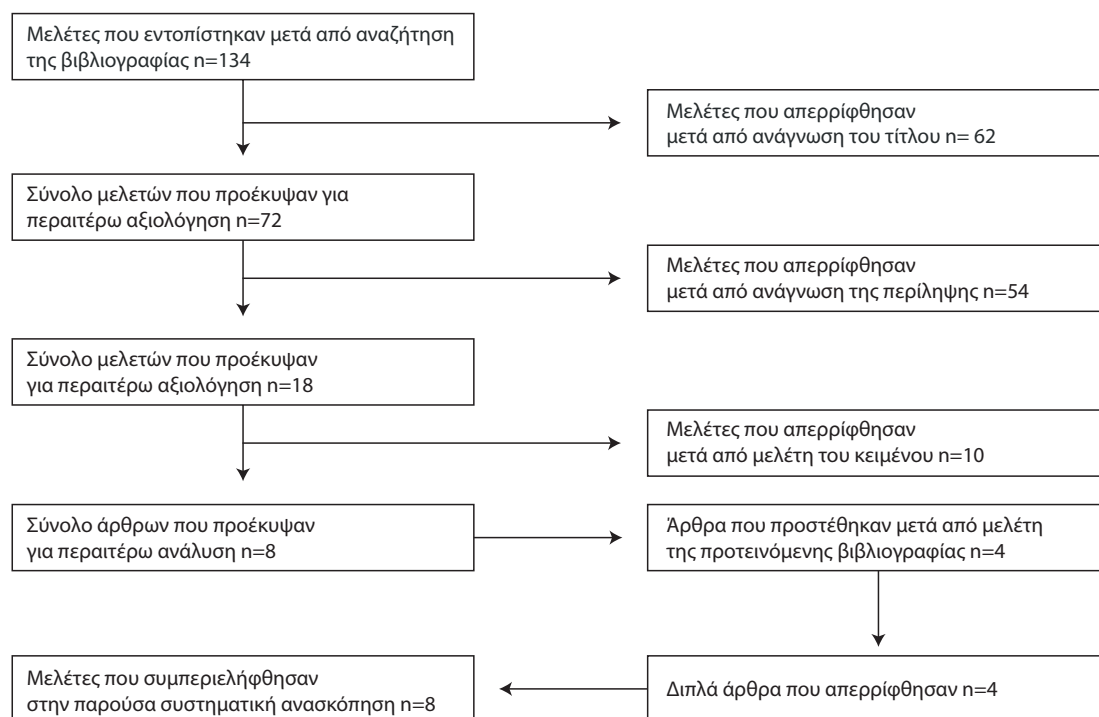 Μελέτες που εντοπίστηκαν μετά από αναζήτηση
της βιβλιογραφίας n=134
Μελέτες που απερρίφθησαν
μετά από ανάγνωση του τίτλου n= 62
Σύνολο μελετών που προέκυψαν για
περαιτέρω αξιολόγηση n=72
Μελέτες που απερρίφθησαν
μετά από ανάγνωση της περίληψης n=54
Σύνολο μελετών που προέκυψαν
για περαιτέρω αξιολόγηση n=18
Μελέτες που απερρίφθησαν
μετά από μελέτη του κειμένου n=10
Σύνολο άρθρων που προέκυψαν
για περαιτέρω ανάλυση n=8
Άρθρα που προστέθηκαν μετά από μελέτη
της προτεινόμενης βιβλιογραφίας n=4
Διπλά άρθρα που απερρίφθησαν n=4
Μελέτες που συμπεριελήφθησαν
στην παρούσα συστηματική ανασκόπηση n=8